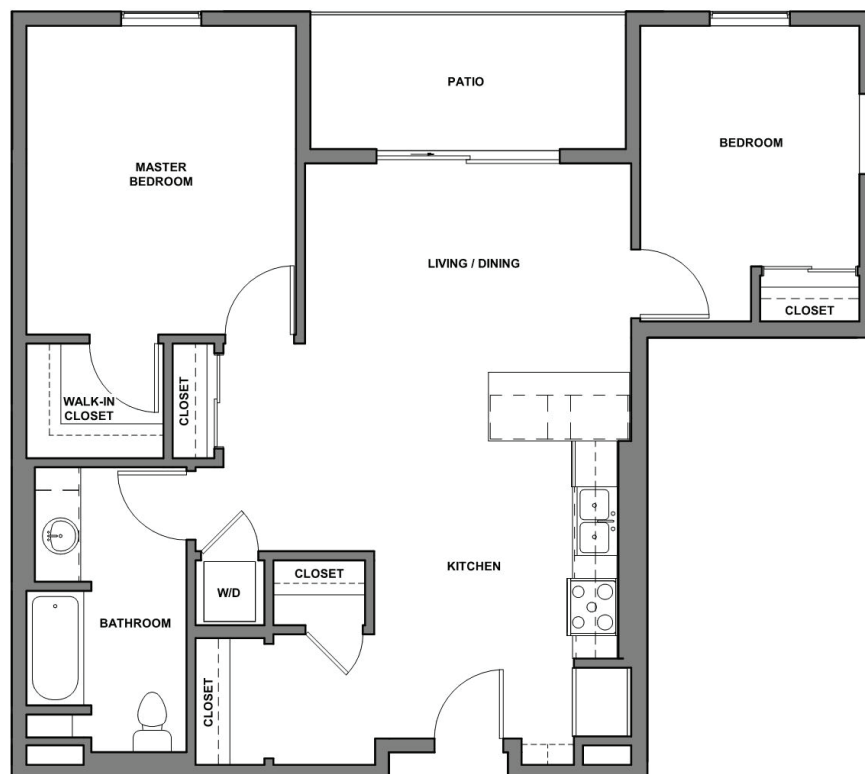 PATIO
BEDROOM
MASTER
BEDROOM
LIVING / DINING
CLOSET
WALK-IN
CLOSET
CLOSET
KITCHEN
CLOSET
W/D
BATHROOM
CLOSET